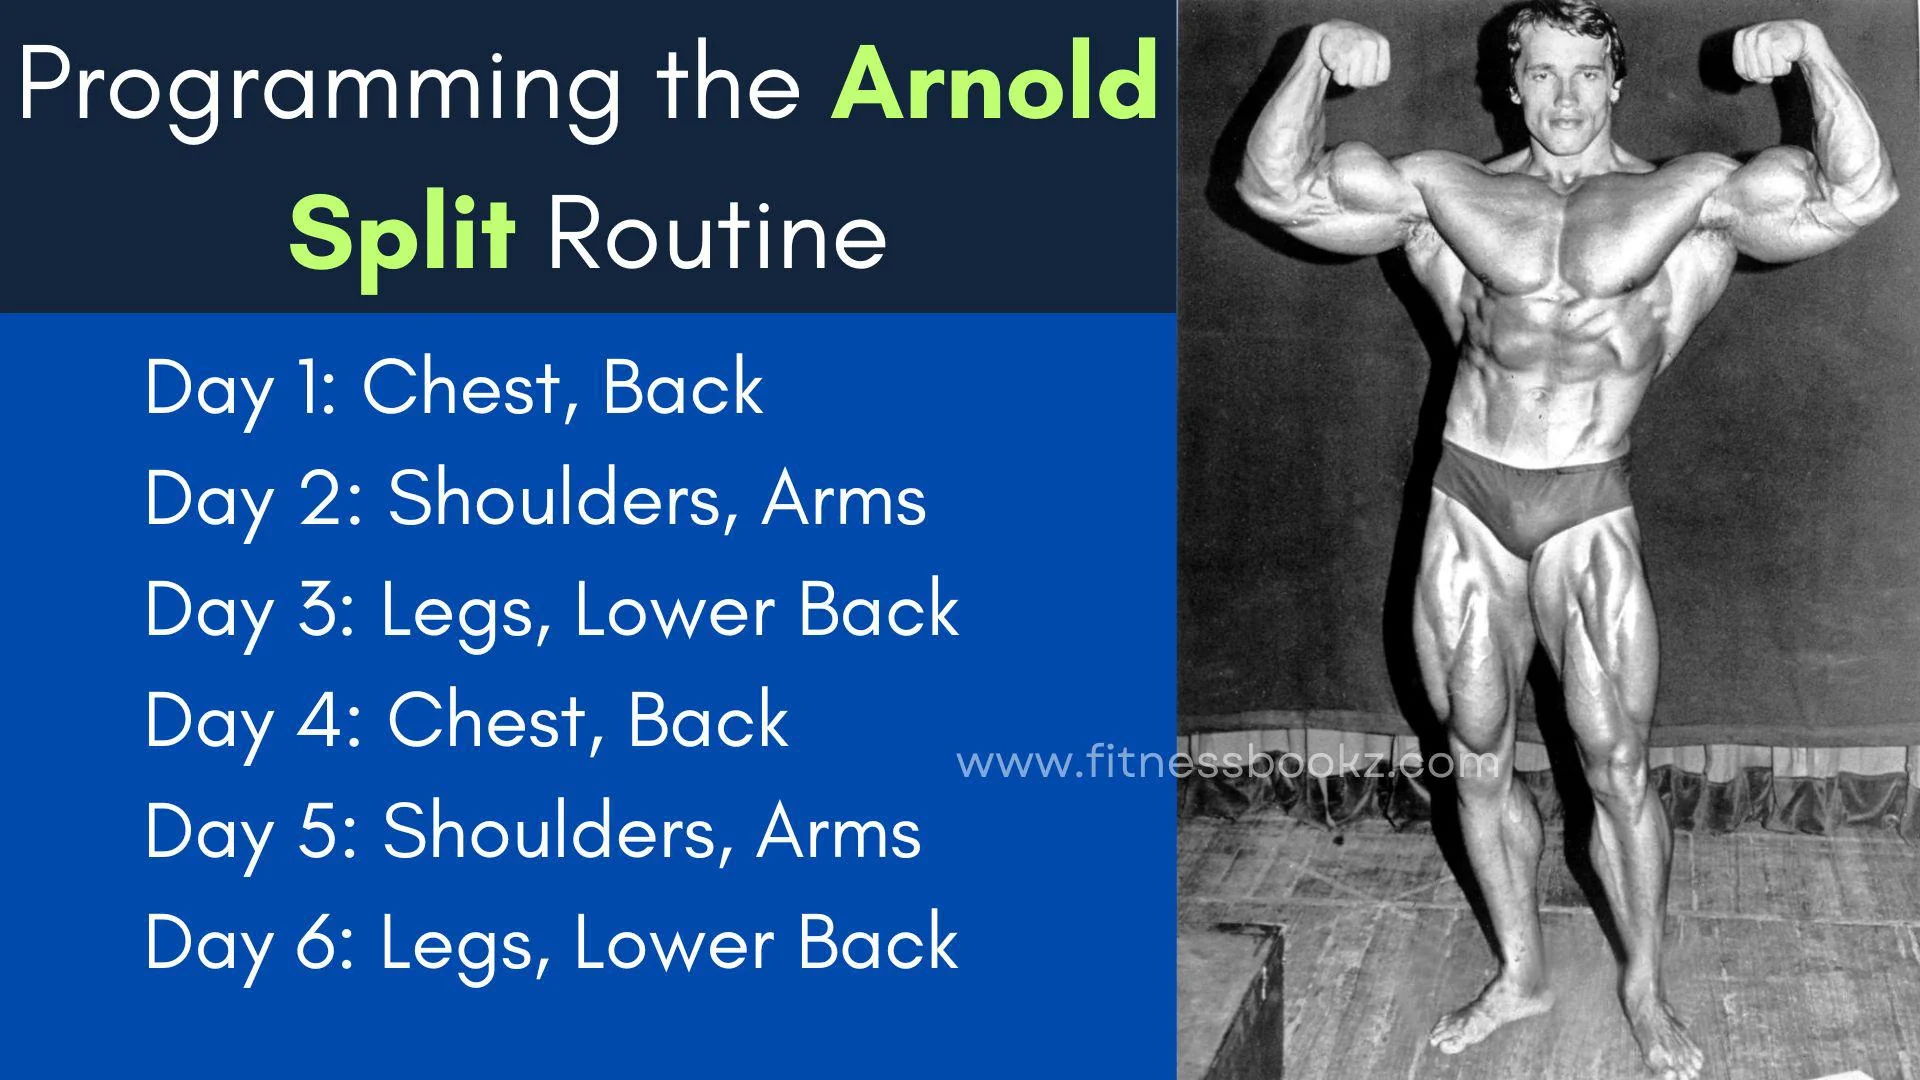 Programming the Arnold
Split Routine
Day 1: Chest, Back
Day 2: Shoulders, Arms
Day 3: Legs, Lower Back
Day 4: Chest, Back
www.fitnessbookz.com
Day 5: Shoulders, Arms
Day 6: Legs, Lower Back